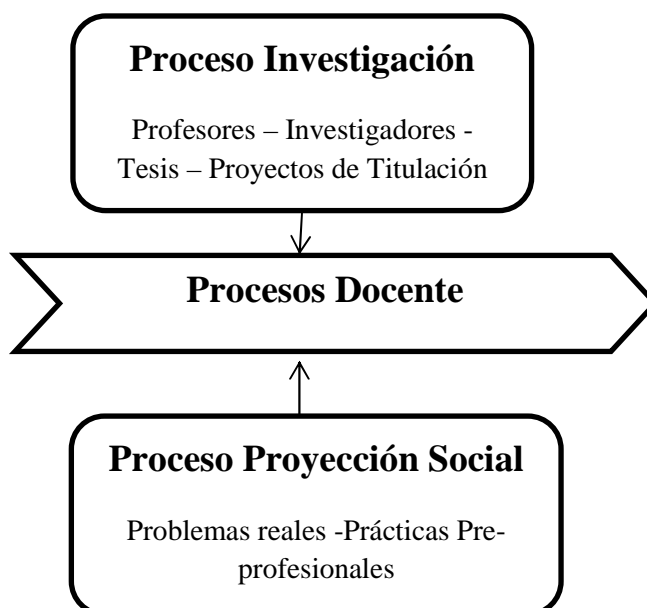 Proceso Investigación
Profesores – Investigadores -
Tesis – Proyectos de Titulación
Procesos Docente
Proceso Proyección Social
Problemas reales -Prácticas Pre-
profesionales